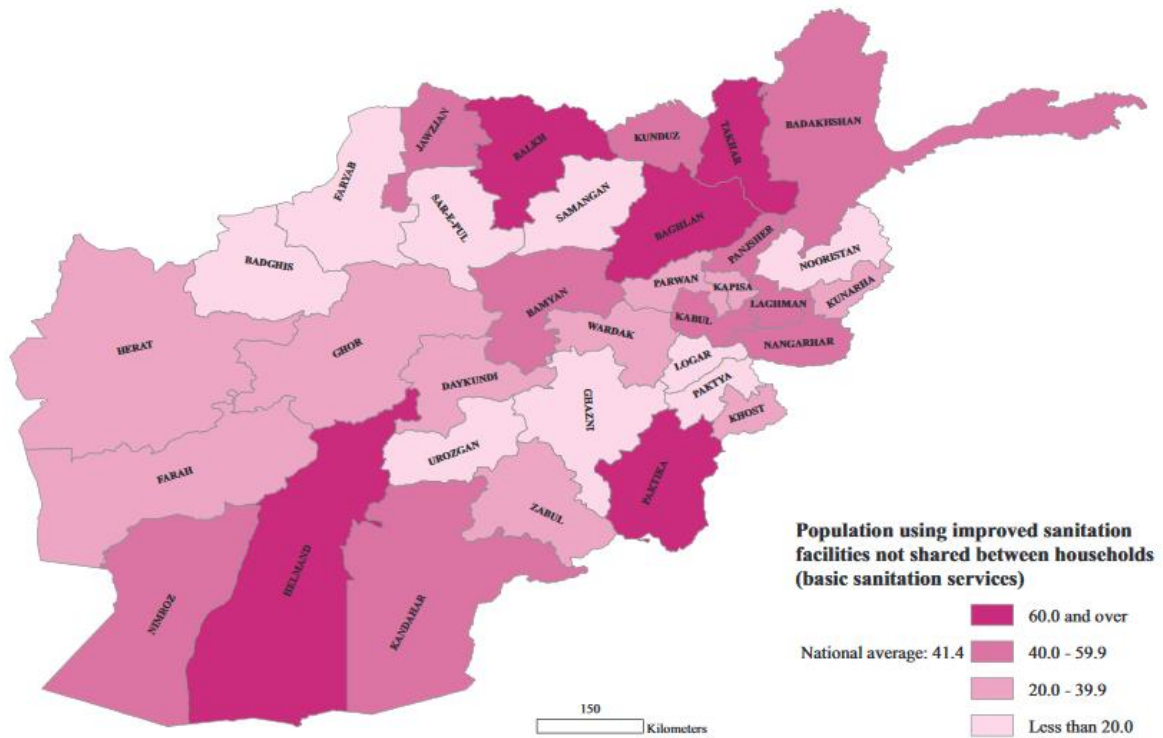 BADAKHSHAN
JAWZJAN
BALKH
KUNDUZ
TAKHAR
FARYAB
SAR-E-PUL
SAMANGAN
BAGHLAN
PANJSHER
NOORISTAN
BADGHIS
PARWAN
KAPISA
KUNARHA
LAGHMAN
BAMYAN
KABUL
WARDAK
NANGARHAR
HERAT
GHOR
LOGAR
DAYKUNDI
PAKTYA
GHAZNI
KHOST
UROZGAN
FARAH
PAKTIKA
ZABUL
HELMAND
NIMROZ
KANDAHAR
Population using improved sanitation
facilities not shared between households
(basic sanitation services)
60.0 and over
National average: 41.4
40.0 - 59.9
20.0 - 39.9
Less than 20.0
150
Kilometers